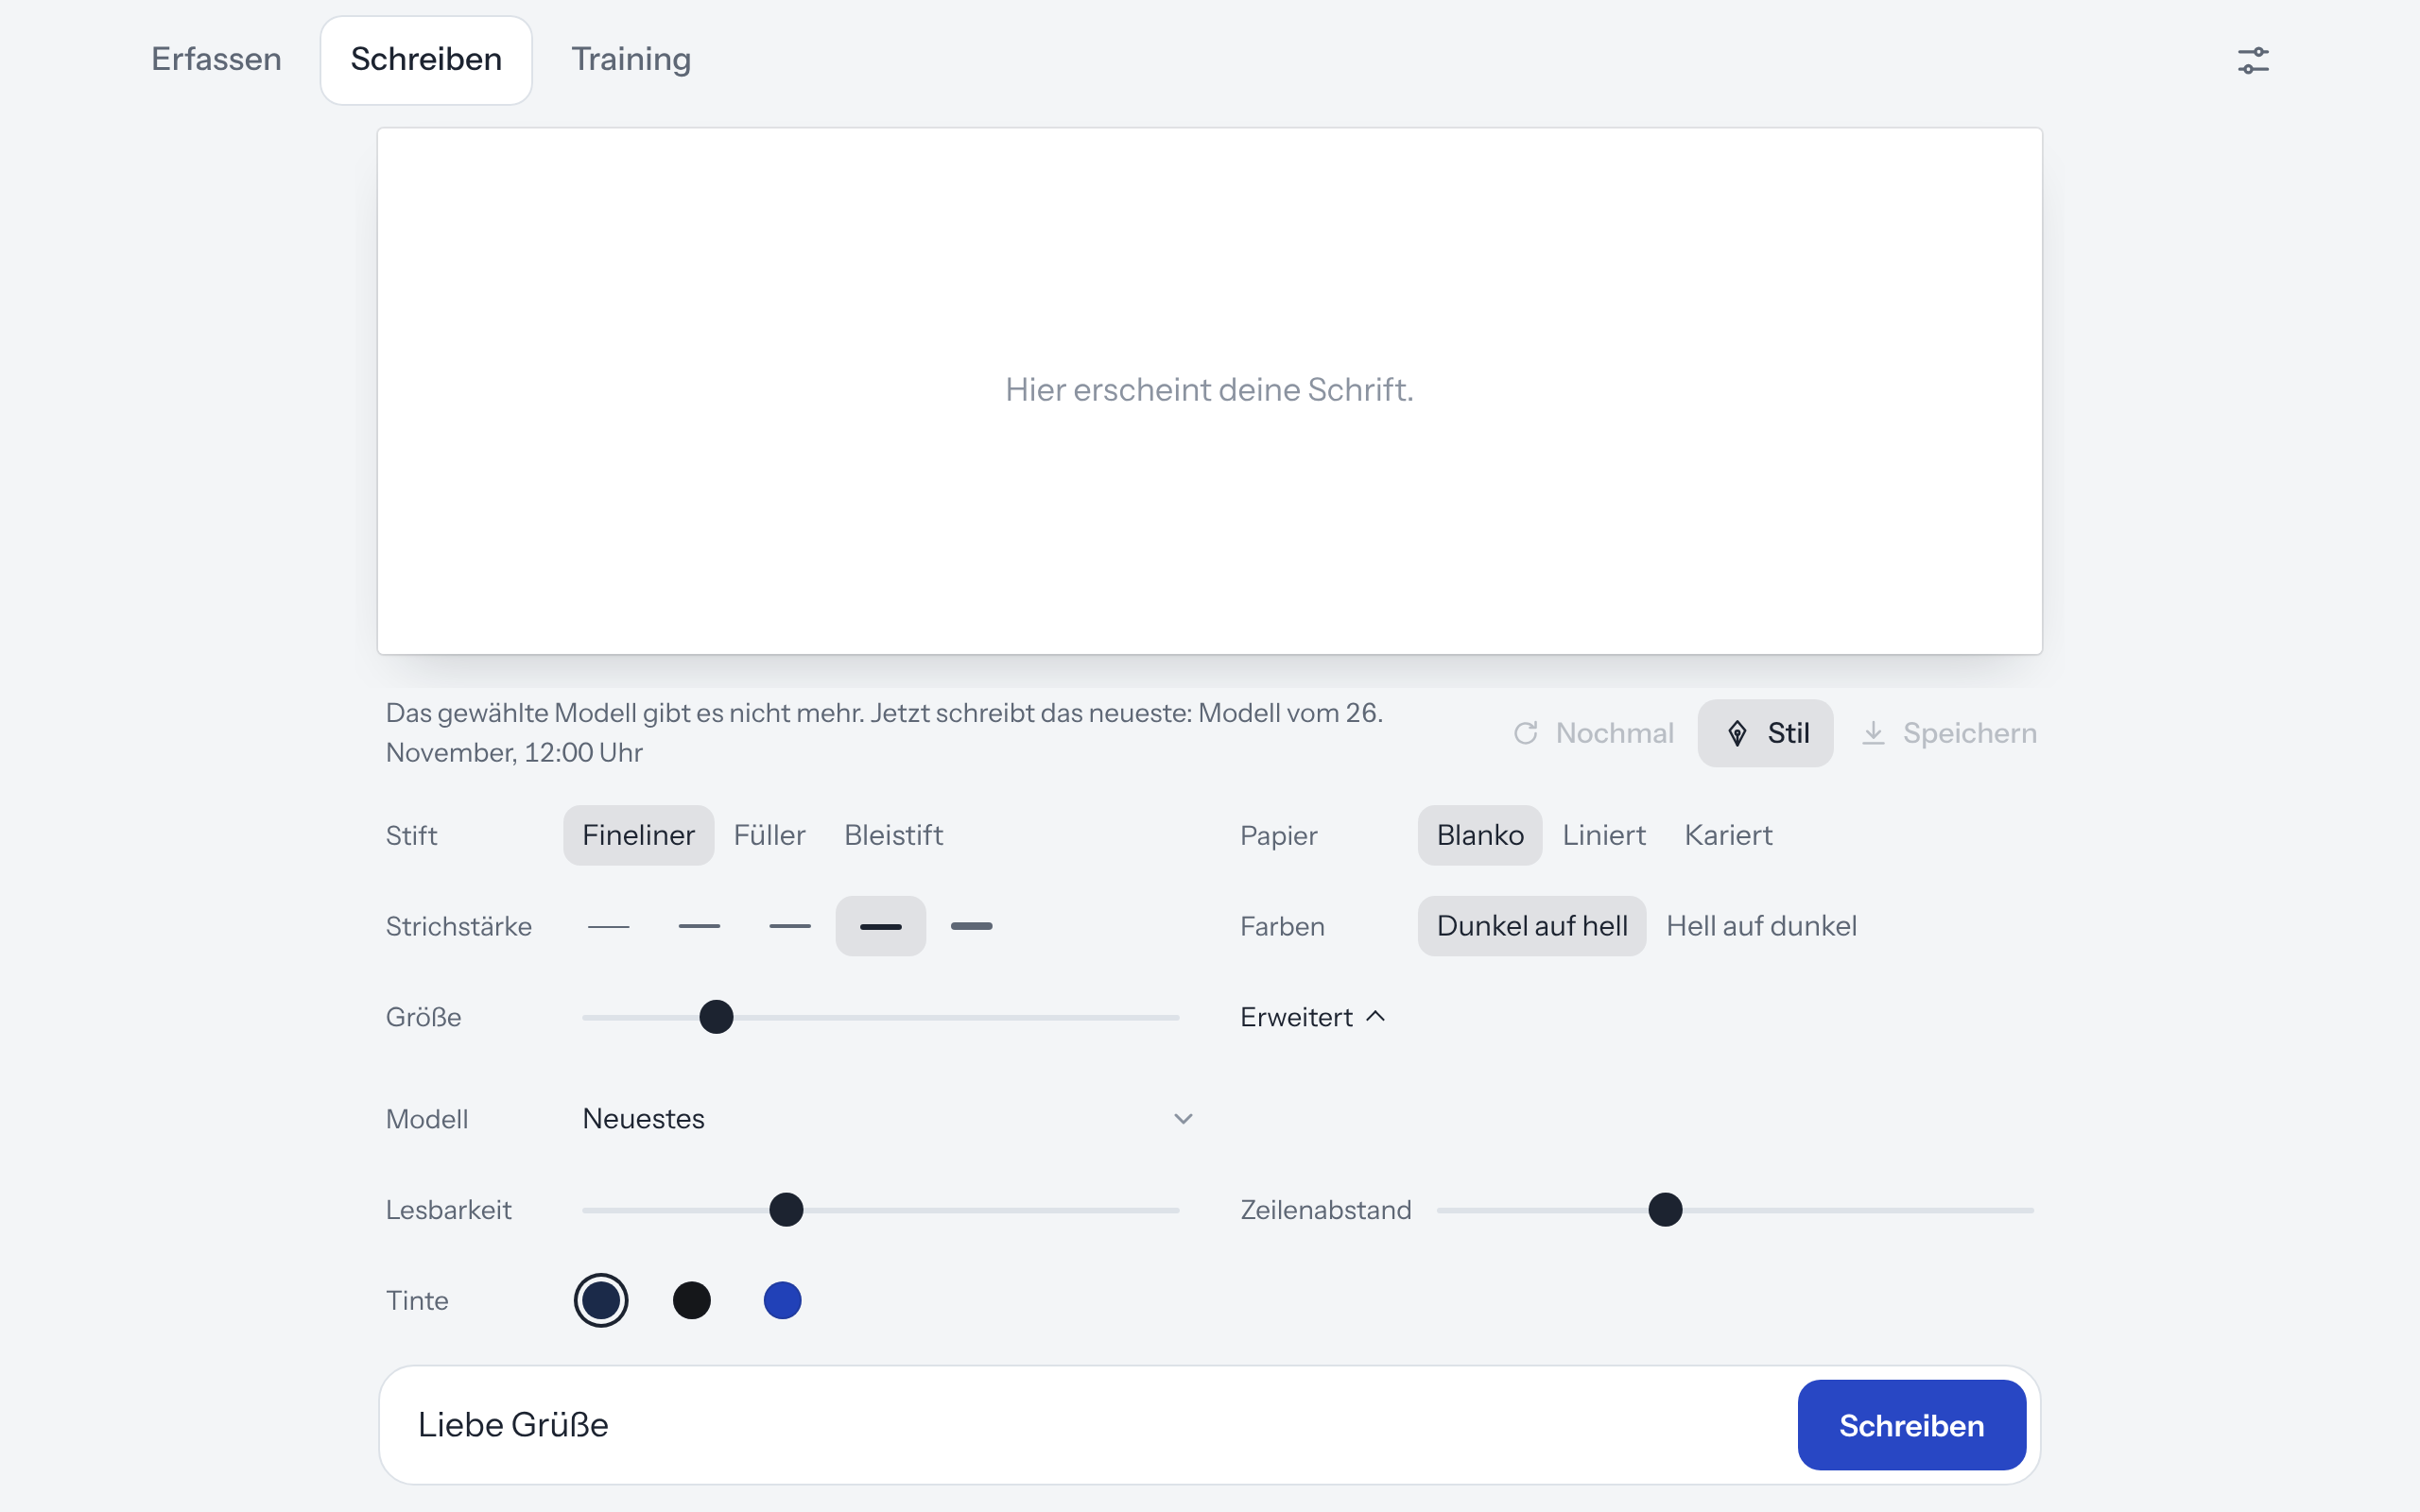 Erfassen Schreiben Training
Hier erscheint deine Schrift.
Das gewählte Modell gibt es nicht mehr. Jetzt schreibt das neueste: Modell vom 26.
November, 12:00 Uhr
Nochmal Stil Speichern
Stift Fineliner Füller Bleistift
Papier Blanko Liniert Kariert
Strichstärke
Farben Dunkel auf hell Hell auf dunkel
Größe
Erweitert
Modell Neuestes
Lesbarkeit
Zeilenabstand
Tinte
Liebe Grüße
Schreiben